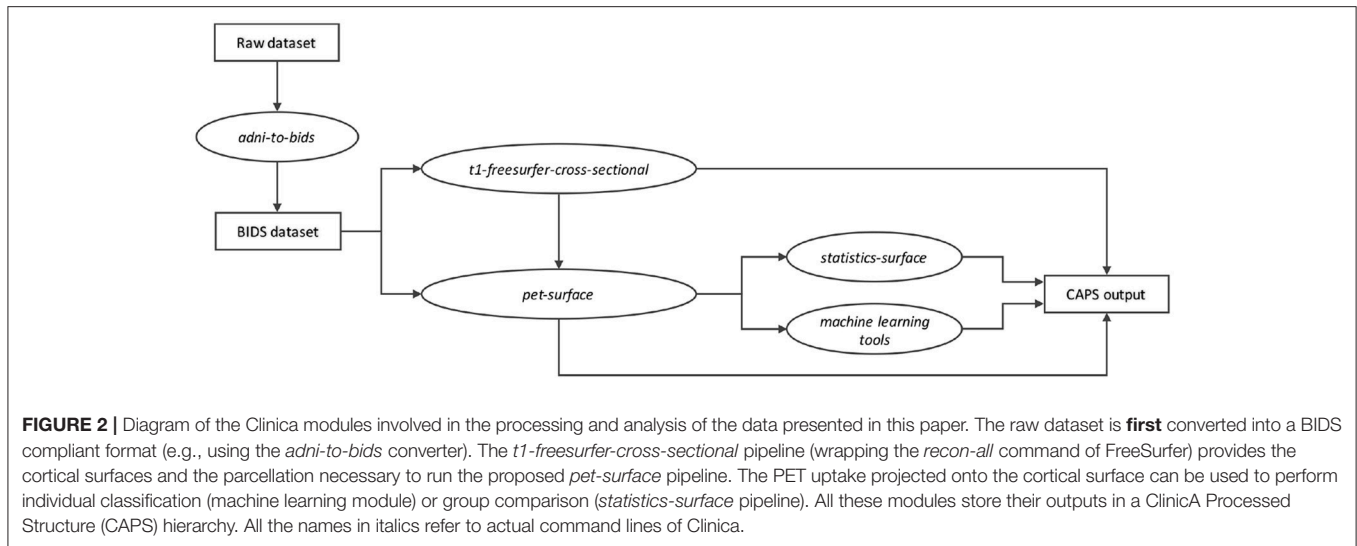 Raw dataset
adni-to-bids
BIDS dataset
t1-freesurfer-cross-sectional
pet-surface
statistics-surface
machine learning
tools
CAPS output
FIGURE 2 | Diagram of the Clinica modules involved in the processing and analysis of the data presented in this paper. The raw dataset is first converted into a BIDS
compliant format (e.g., using the adni-to-bids converter). The t1-freesurfer-cross-sectional pipeline (wrapping the recon-all command of FreeSurfer) provides the
cortical surfaces and the parcellation necessary to run the proposed pet-surface pipeline. The PET uptake projected onto the cortical surface can be used to perform
individual classification (machine learning module) or group comparison (statistics-surface pipeline). All these modules store their outputs in a ClinicA Processed
Structure (CAPS) hierarchy. All the names in italics refer to actual command lines of Clinica.